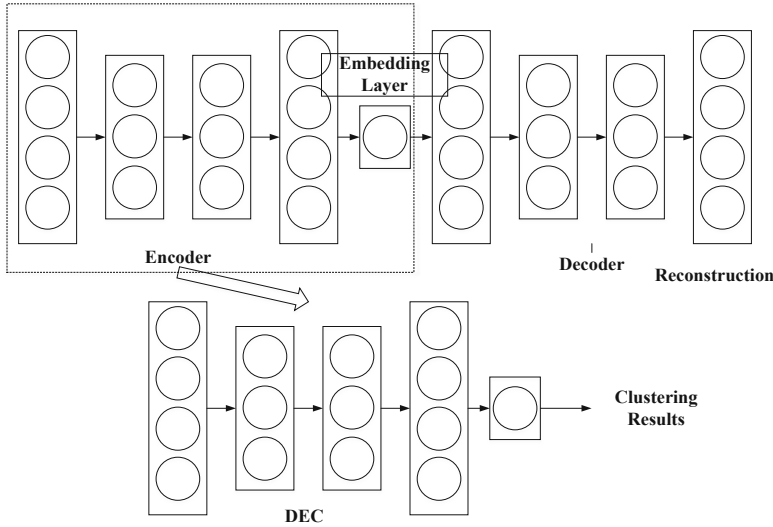 Embedding
Layer
Encoder
Decoder
Reconstruction
Clustering
Results
DEC